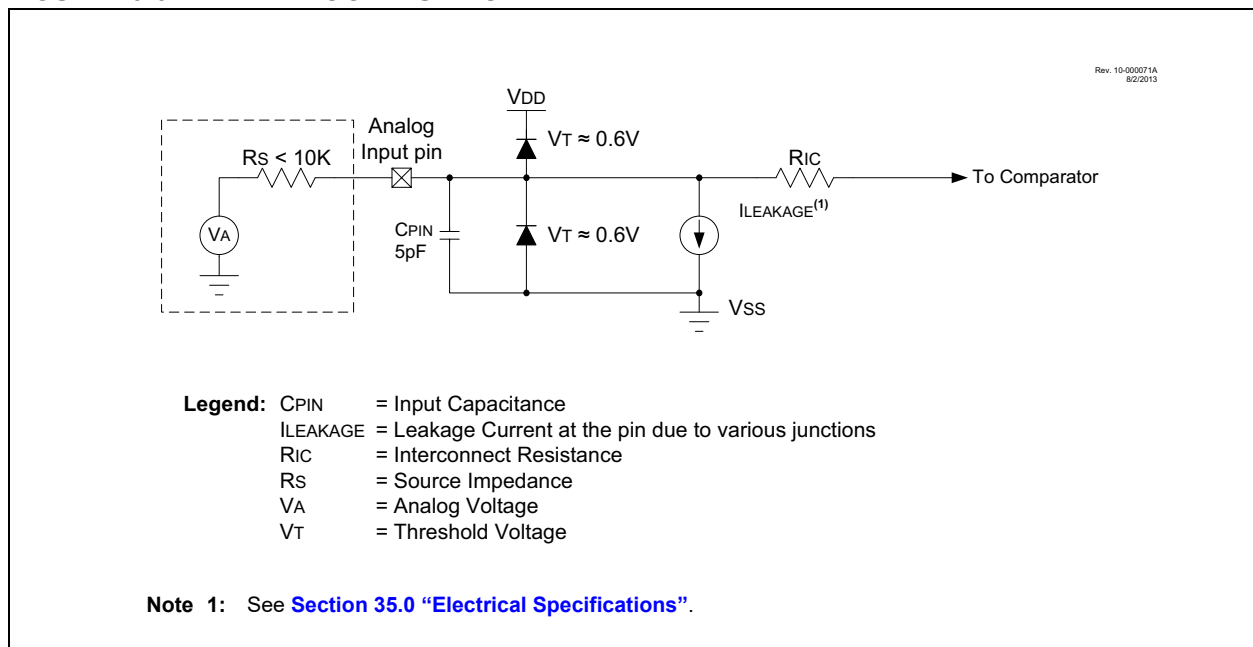 Rev. 10-000071A
8/2/2013
VDD
Analog
Input pin
VT ≈ 0.6V
RS < 10K
RIC
To Comparator
ILEAKAGE(1)
VA
CPIN
5pF
VT ≈ 0.6V
VSS
Legend: CPIN = Input Capacitance
ILEAKAGE = Leakage Current at the pin due to various junctions
RIC = Interconnect Resistance
RS = Source Impedance
VA = Analog Voltage
VT = Threshold Voltage
Note 1: See Section 35.0 “Electrical Specifications”.